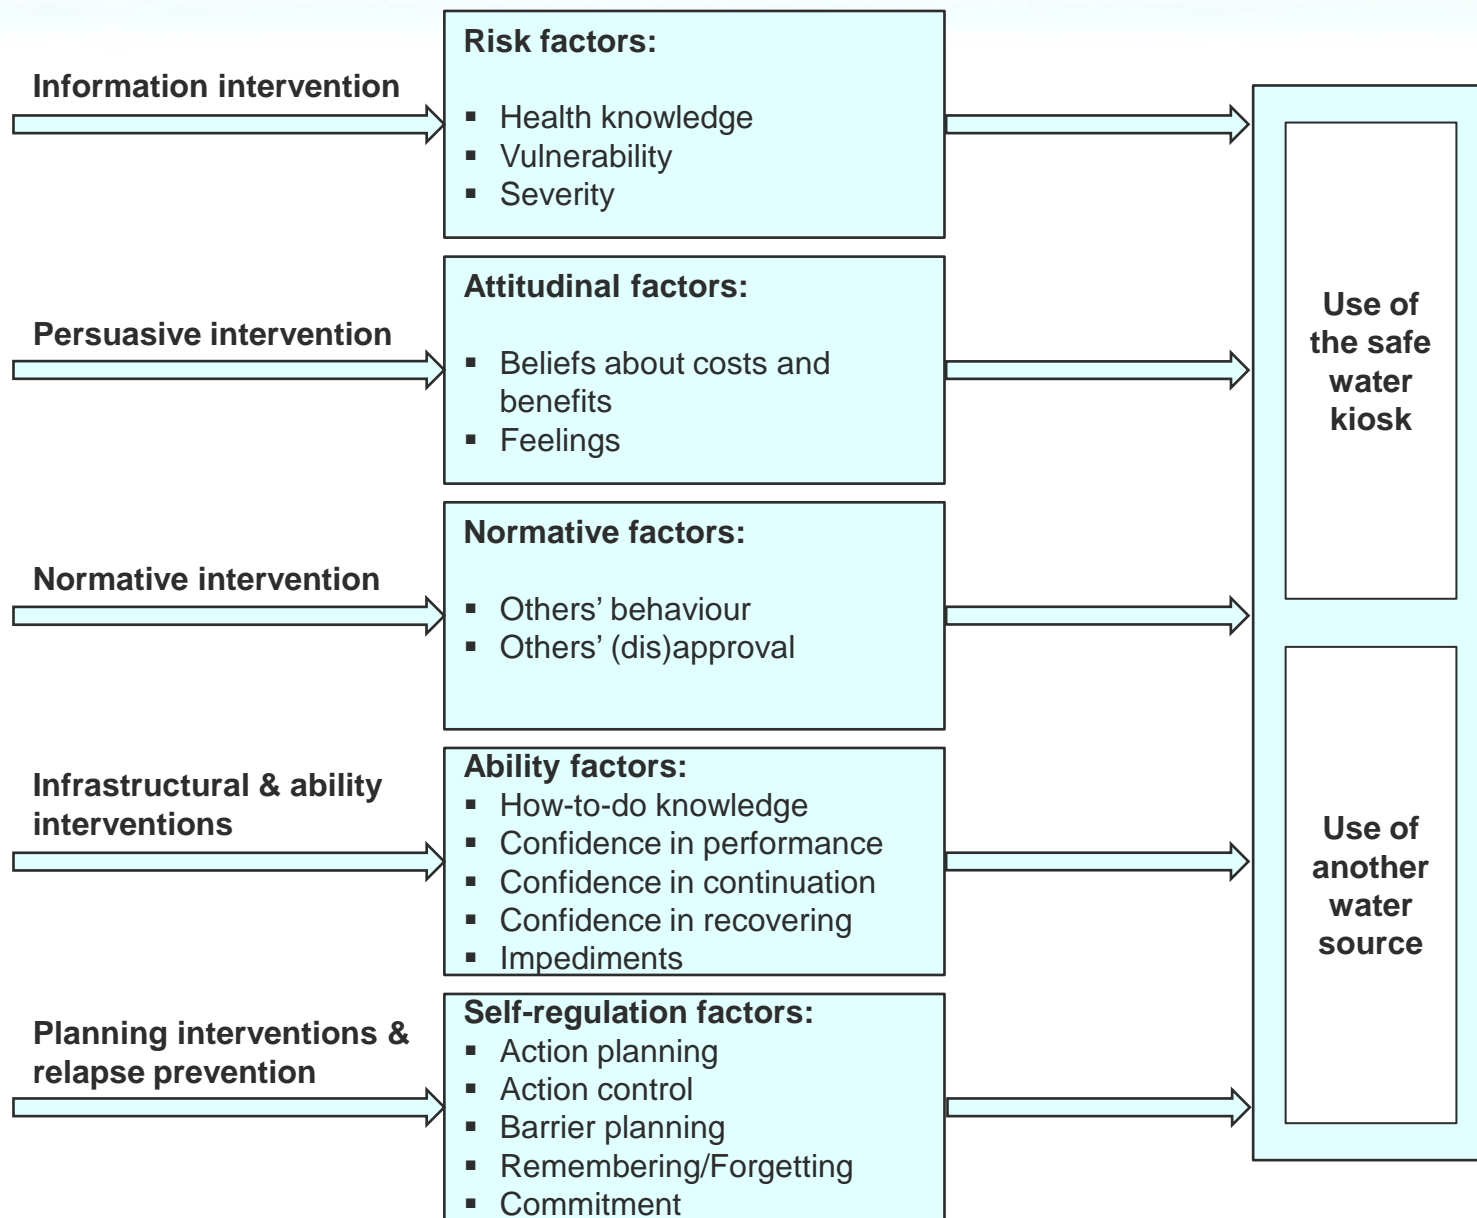 Information intervention
Risk factors:
▪ Health knowledge
▪ Vulnerability
▪ Severity
Persuasive intervention
Attitudinal factors:
▪ Beliefs about costs and
benefits
▪ Feelings
Normative intervention
Normative factors:
▪ Others’ behaviour
▪ Others’ (dis)approval
Infrastructural & ability
interventions
Ability factors:
▪ How-to-do knowledge
▪ Confidence in performance
▪ Confidence in continuation
▪ Confidence in recovering
▪ Impediments
Planning interventions &
relapse prevention
Self-regulation factors:
▪ Action planning
▪ Action control
▪ Barrier planning
▪ Remembering/Forgetting
▪ Commitment
Use of
the safe
water
kiosk
Use of
another
water
source